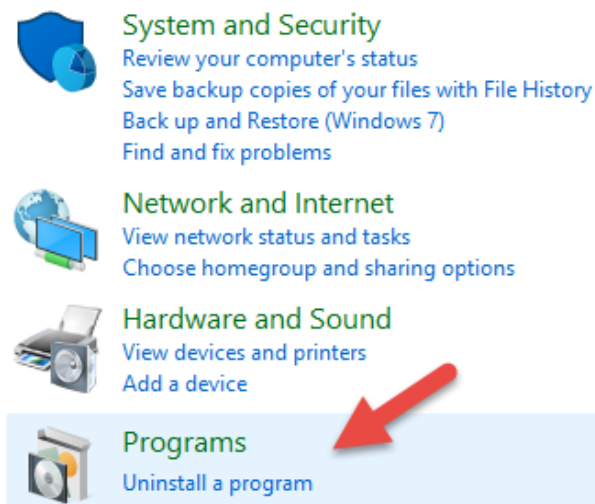 System and Security
Review your computer's status
Save backup copies of your files with File History
Back up and Restore (Windows 7)
Find and fix problems
Network and Internet
View network status and tasks
Choose homegroup and sharing options
Hardware and Sound
View devices and printers
Add a device
Programs
Uninstall a program